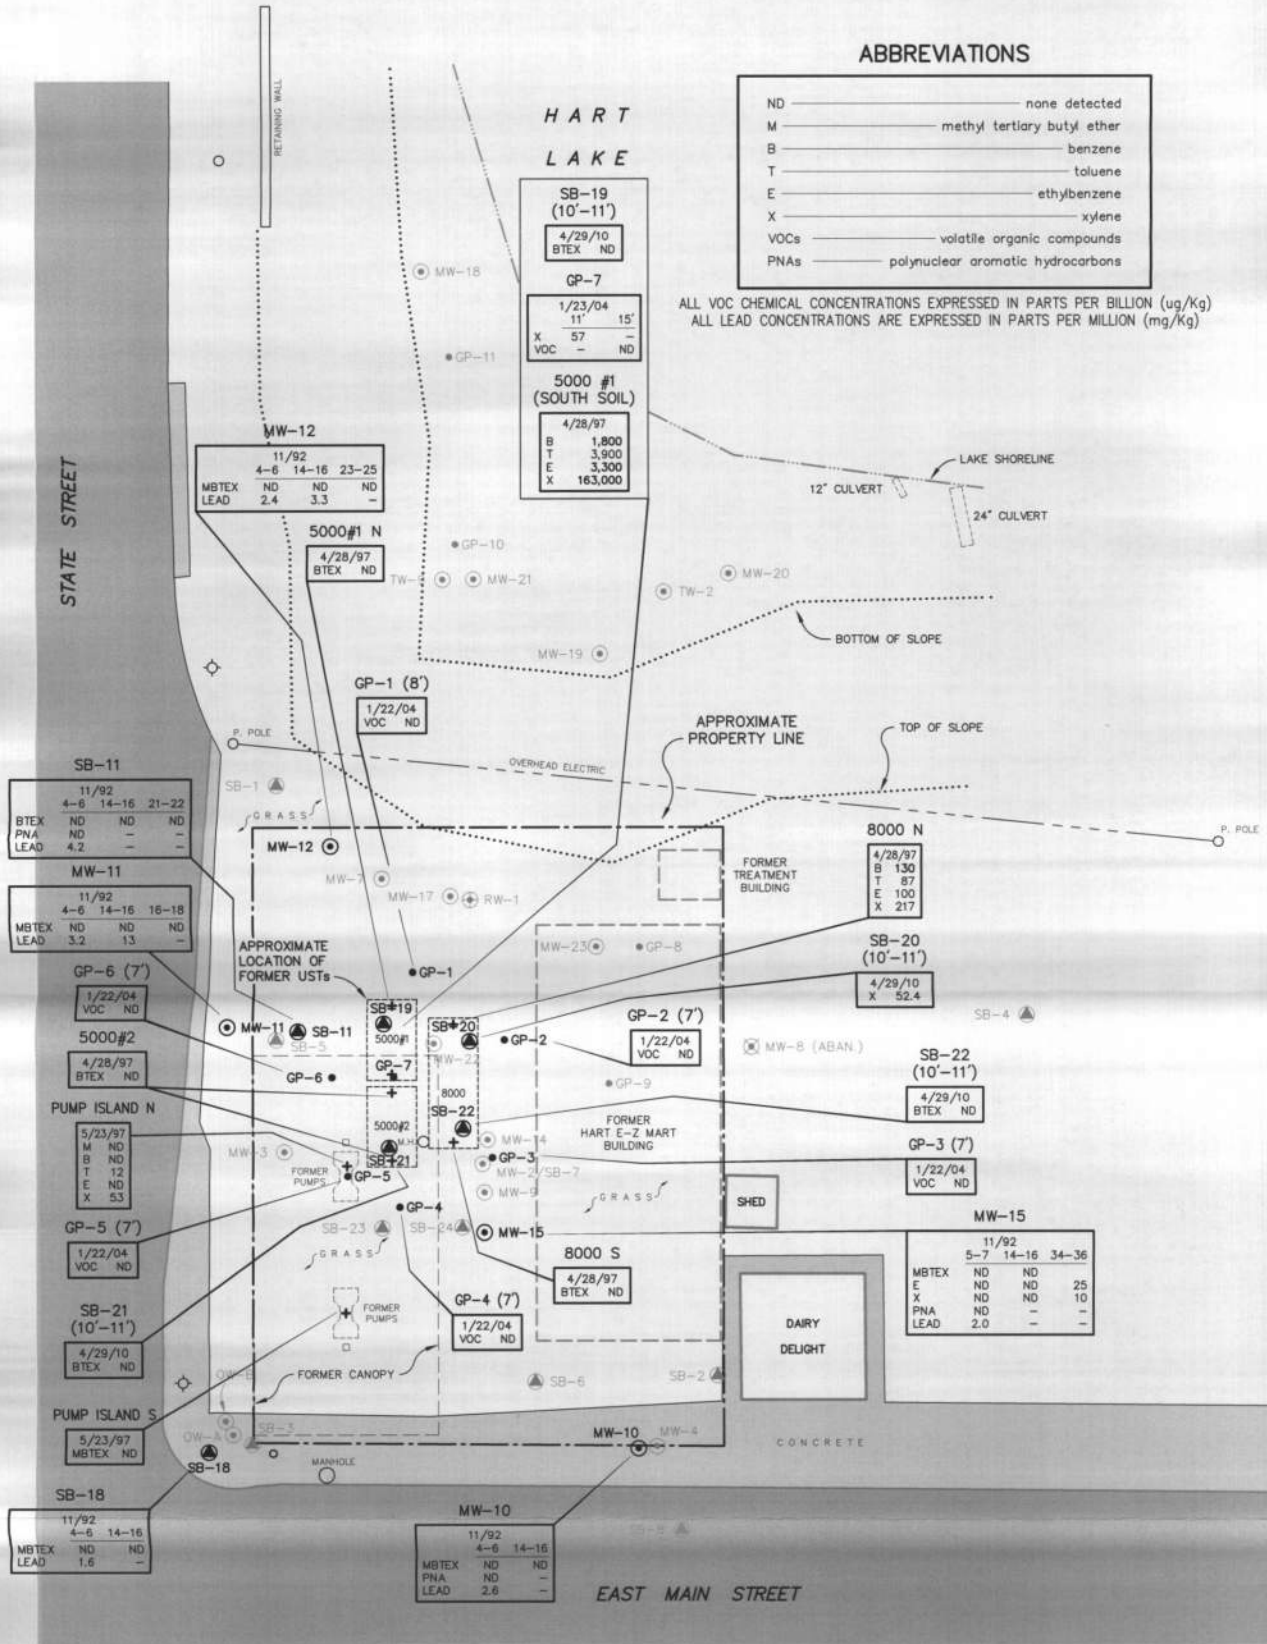 ABBREVIATIONS
ND none detected
M methyl tertiary butyl ether
B benzene
T toluene
E ethylbenzene
X xylene
VOCs volatile organic compounds
PNAs polynuclear aromatic hydrocarbons
ALL VOC CHEMICAL CONCENTRATIONS EXPRESSED IN PARTS PER BILLION (ug/Kg)
ALL LEAD CONCENTRATIONS ARE EXPRESSED IN PARTS PER MILLION (mg/Kg)
RETAINING WALL
HART
LAKE
SB-19
(10'-11')
4/29/10
BTEX ND
GP-7
1/23/04
11' 15'
X 57 -
VOC - ND
5000 #1
(SOUTH SOIL)
4/28/97
B 1,800
T 3,900
E 3,300
X 163,000
MW-18
GP-11
MW-12
11/92
4-6 14-16 23-25
MBTEX ND ND ND
LEAD 2.4 3.3 -
STATE STREET
LAKE SHORELINE
12" CULVERT
24" CULVERT
5000#1 N
4/28/97
BTEX ND
GP-10
MW-21
TW-2
MW-20
BOTTOM OF SLOPE
MW-19
GP-1 (8')
1/22/04
VOC ND
APPROXIMATE
PROPERTY LINE
TOP OF SLOPE
P. POLE
OVERHEAD ELECTRIC
P. POLE
SB-11
11/92
4-6 14-16 21-22
BTEX ND ND ND
PNA ND - -
LEAD 4.2 - -
SB-1
GRASS
MW-12
MW-7
MW-17
RW-1
FORMER
TREATMENT
BUILDING
8000 N
4/28/97
B 130
T 87
E 100
X 217
MW-11
11/92
4-6 14-16 16-18
MBTEX ND ND ND
LEAD 3.2 13 -
APPROXIMATE
LOCATION OF
FORMER USTs
MW-23
GP-8
GP-1
SB-20
(10'-11')
4/29/10
X 52.4
GP-6 (7')
1/22/04
VOC ND
MW-11
SB-11
SB-5
SB-19
5000#1
SB-20
MW-22
GP-2
GP-2 (7')
1/22/04
VOC ND
SB-4
MW-8 (ABAN.)
5000#2
4/28/97
BTEX ND
GP-6
GP-7
8000
GP-9
SB-22
(10'-11')
4/29/10
BTEX ND
SB-22
5000#2
M.H.
FORMER
HART E-Z MART
BUILDING
PUMP ISLAND N
5/23/97
M ND
B ND
T 12
E ND
X 53
MW-3
FORMER
PUMPS
SB-21
GP-5
MW-14
GP-3
MW-2/SB-7
MW-9
GP-3 (7')
1/22/04
VOC ND
GRASS
SHED
GP-4
SB-23
SB-24
MW-15
GP-5 (7')
1/22/04
VOC ND
GRASS
8000 S
4/28/97
BTEX ND
MW-15
11/92
5-7 14-16 34-36
MBTEX ND ND
E ND ND 25
X ND ND 10
PNA ND - -
LEAD 2.0 - -
SB-21
(10'-11')
4/29/10
BTEX ND
FORMER
PUMPS
GP-4 (7')
1/22/04
VOC ND
DAIRY
DELIGHT
OW-B
FORMER CANOPY
SB-6
SB-2
PUMP ISLAND S
5/23/97
MBTEX ND
OW-A
SB-3
SB-18
MANHOLE
MW-10
MW-4
CONCRETE
SB-18
11/92
4-6 14-16
MBTEX ND ND
LEAD 1.6 -
MW-10
11/92
4-6 14-16
MBTEX ND ND
PNA ND -
LEAD 2.6 -
EAST MAIN STREET